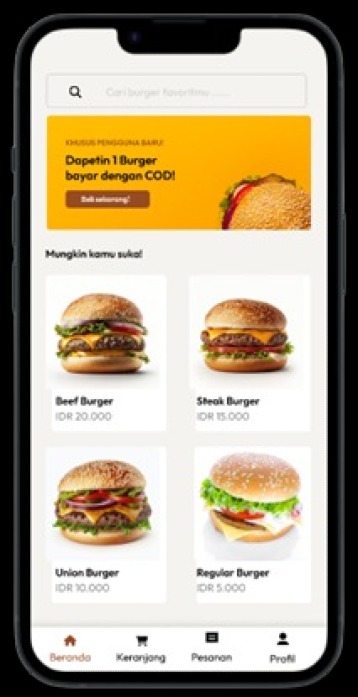 Cari burger favoritmu ......
KHUSUS PENGGUNA BARU!
Dapetin 1 Burger
bayar dengan COD!
Beli sekarang!
Mungkin kamu suka!
Beef Burger
IDR 20.000
Steak Burger
IDR 15.000
Union Burger
IDR 10.000
Regular Burger
IDR 5.000
Beranda
Keranjang
Pesanan
Profil